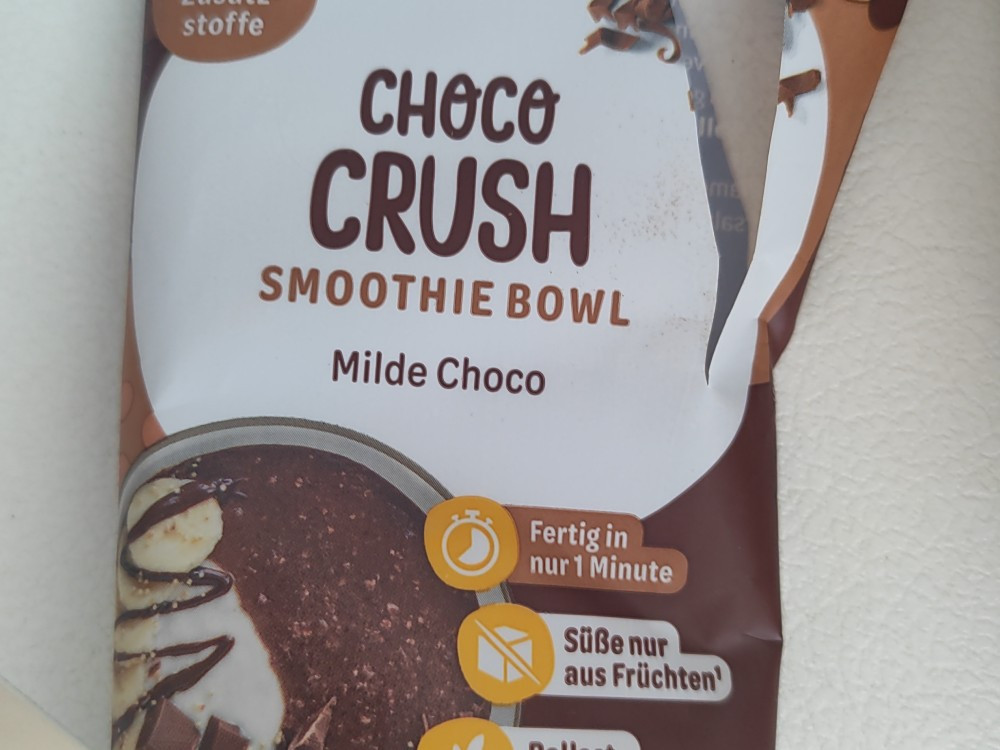 stoffe
CHOCO
CRUSH
SMOOTHIE BOWL
Milde Choco
Fertig in
nur 1 Minute
Süße nur
aus Früchten¹